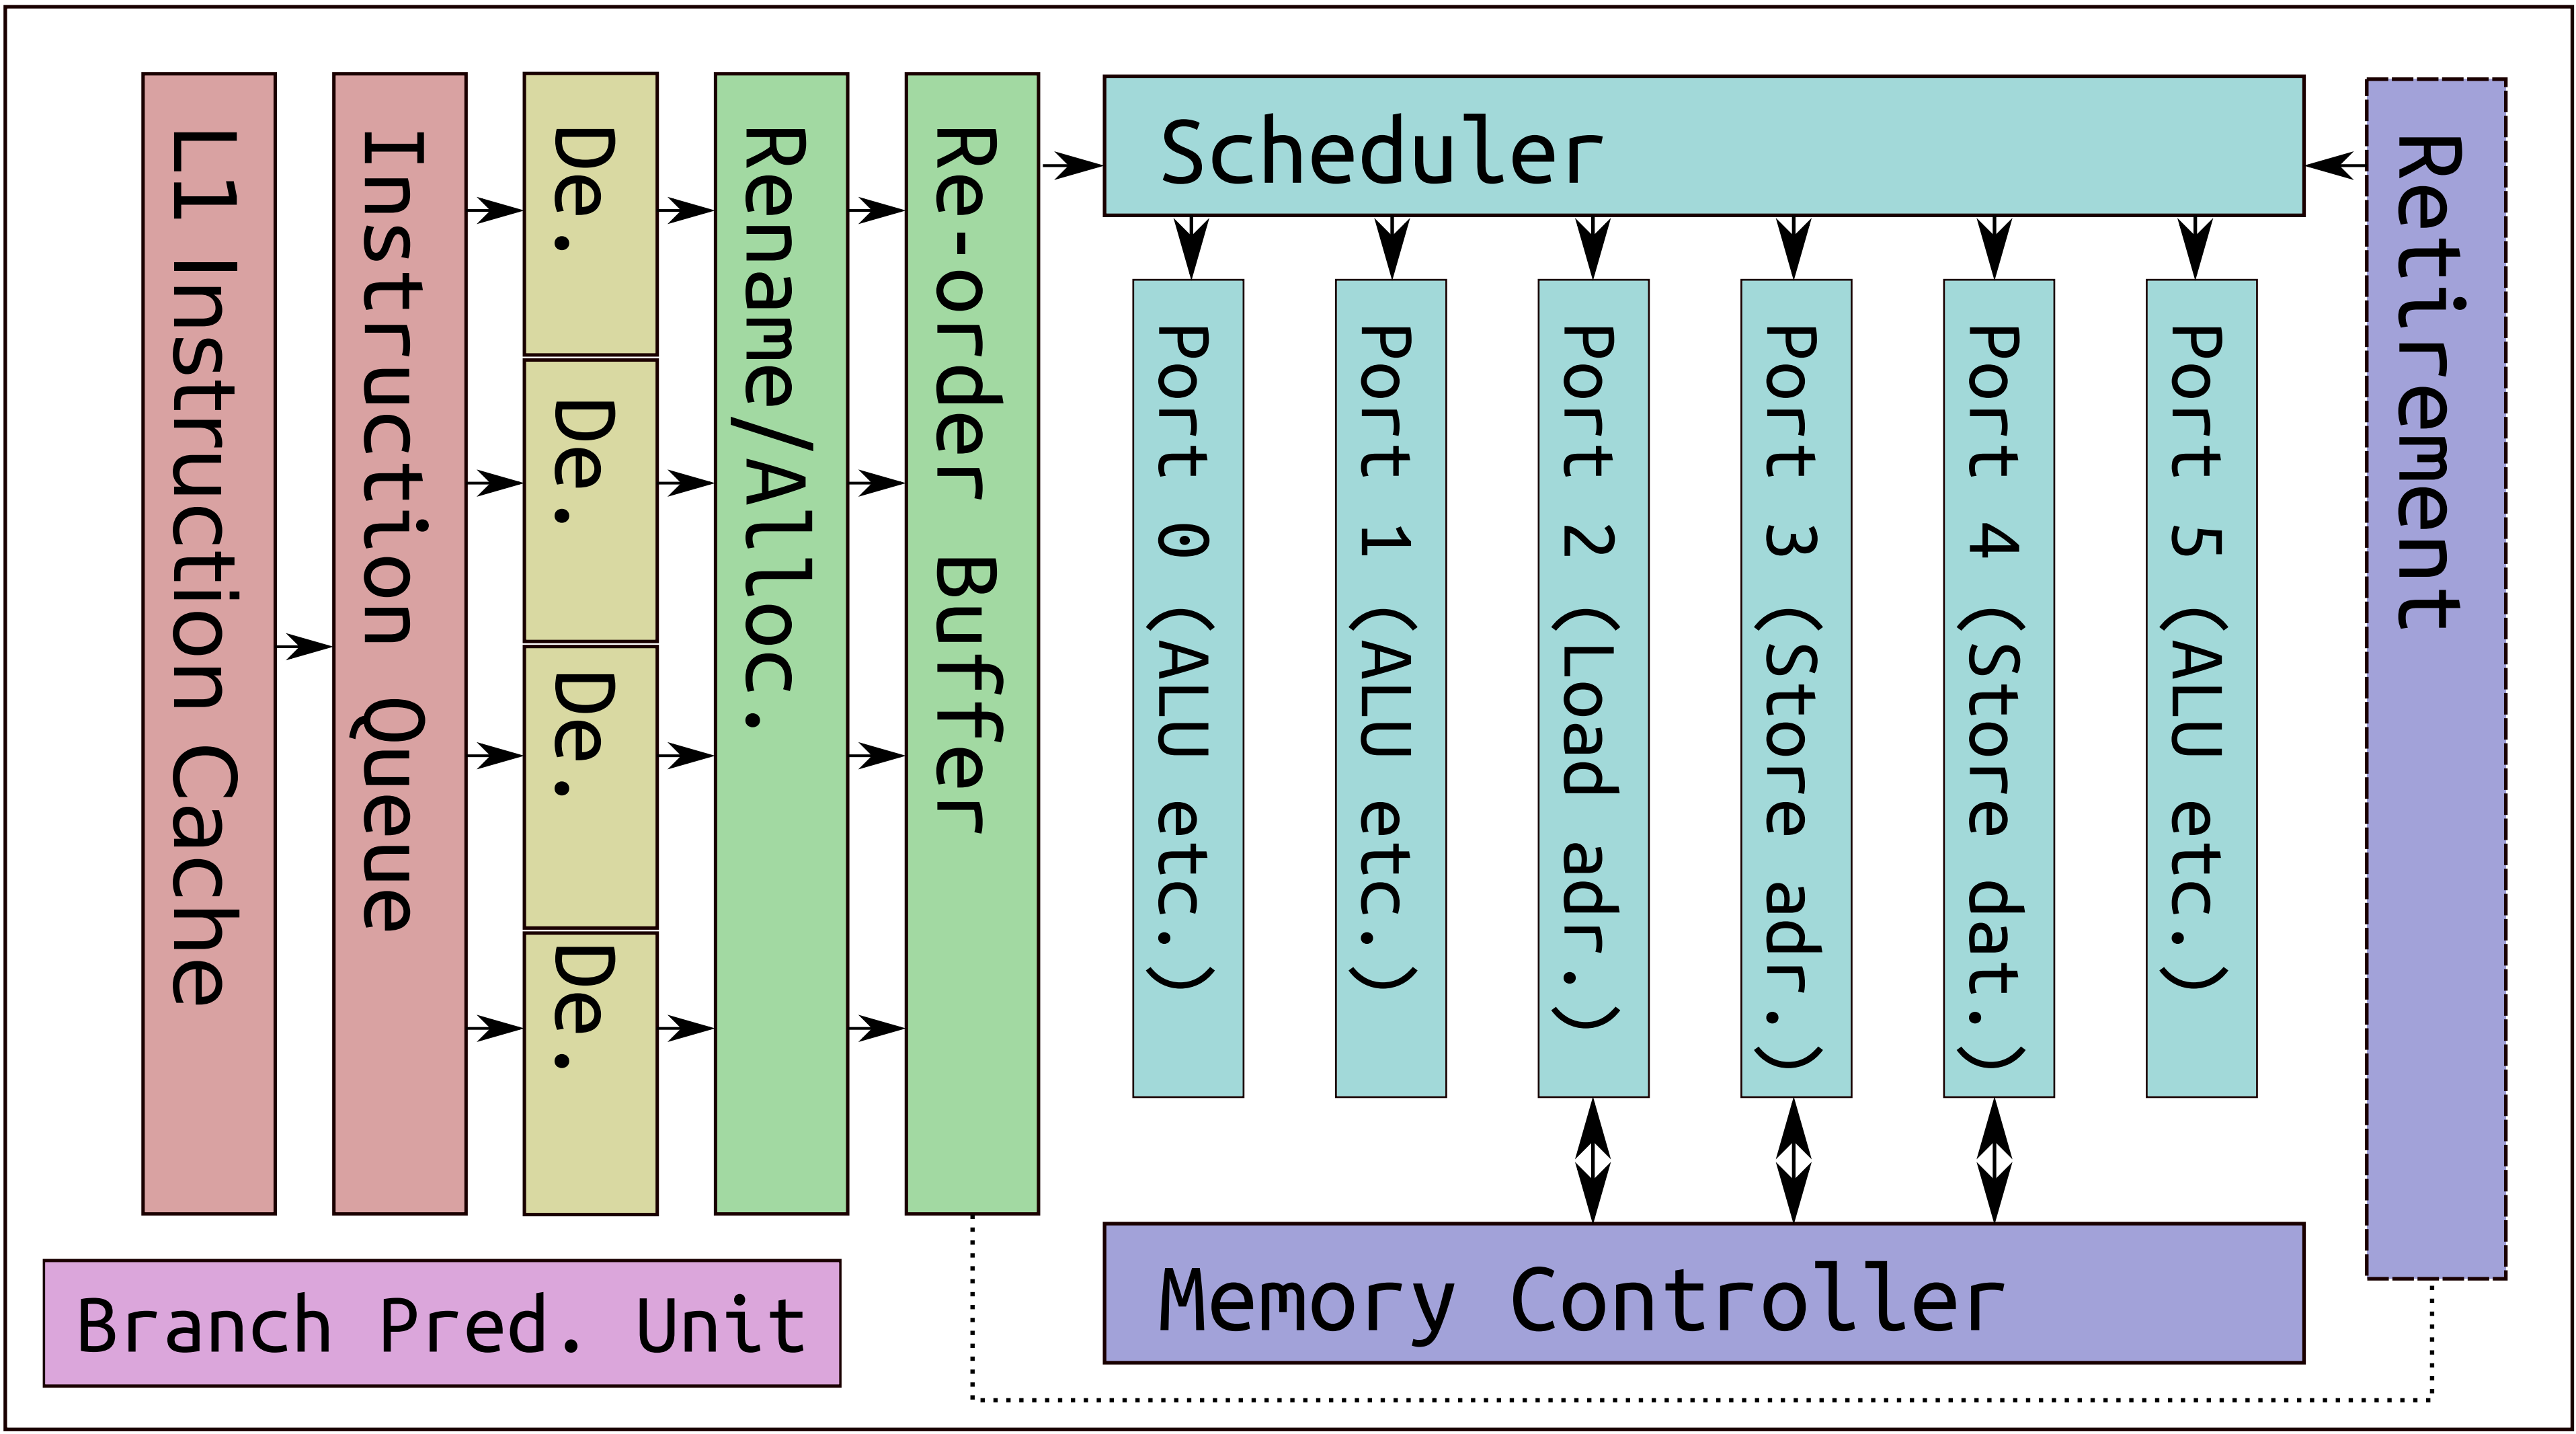 L1 Instruction Cache
Instruction Queue
De.
De.
De.
De.
Rename/Alloc.
Re-order Buffer
Scheduler
Port 0 (ALU etc.)
Port 1 (ALU etc.)
Port 2 (Load adr.)
Port 3 (Store adr.)
Port 4 (Store dat.)
Port 5 (ALU etc.)
Retirement
Memory Controller
Branch Pred. Unit